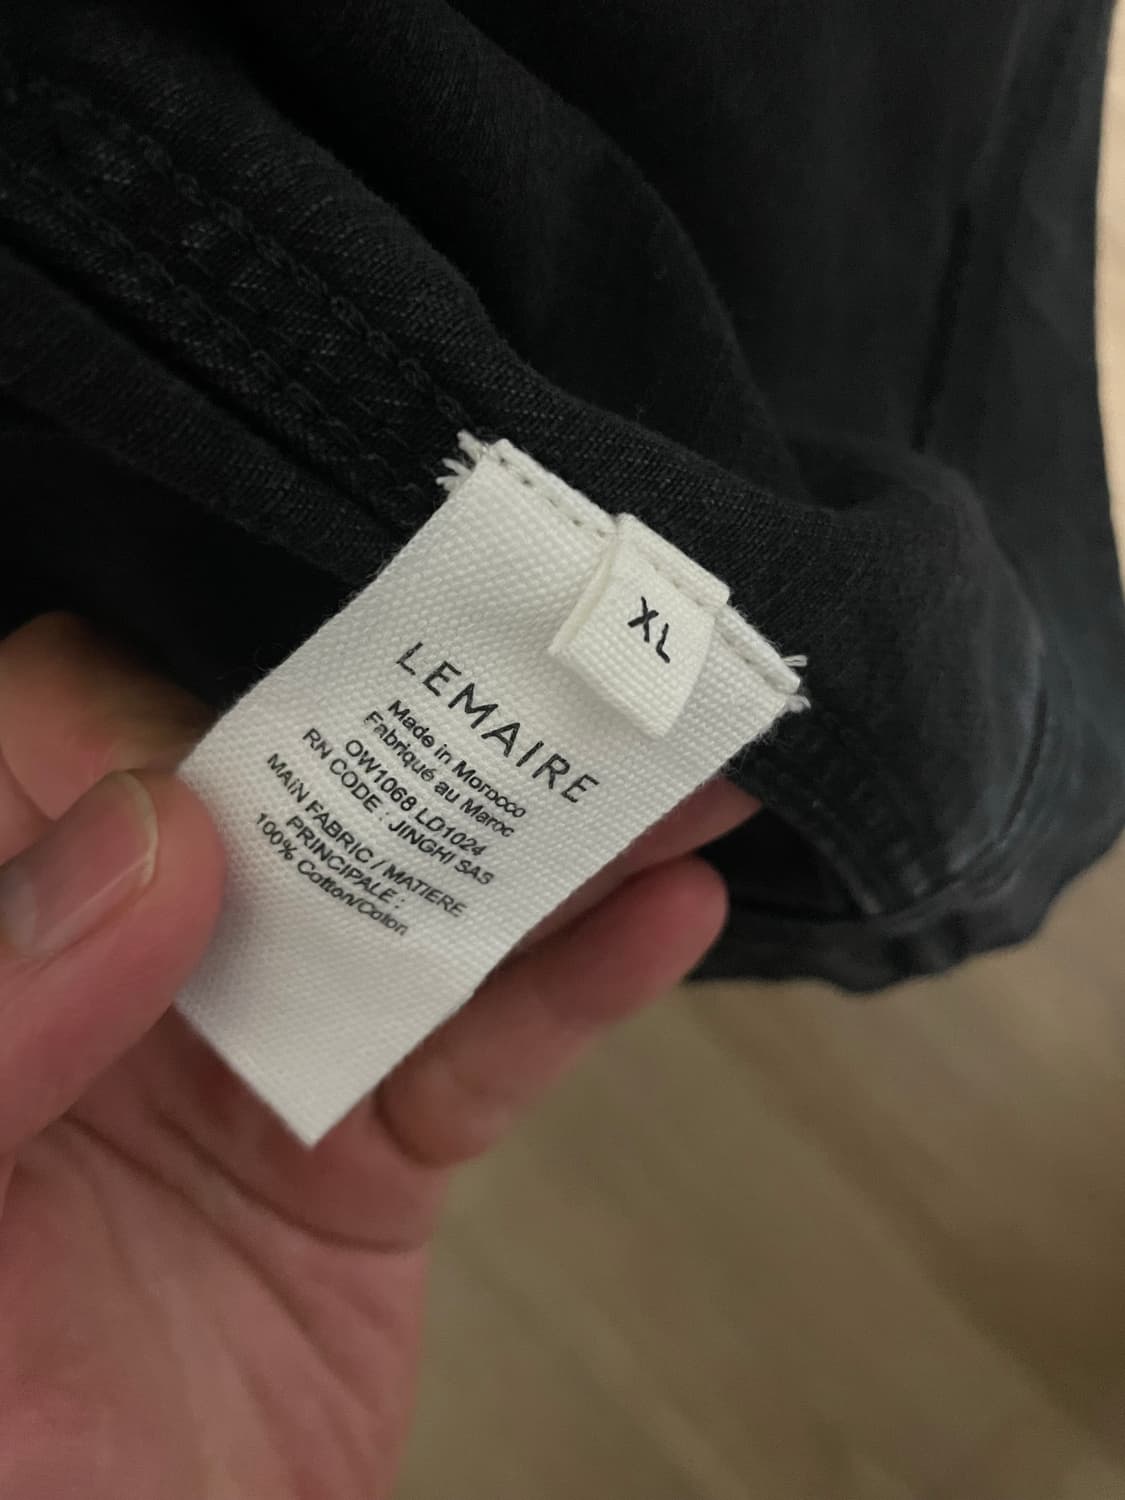 XL
LEMAIRE
Made in Morocco
Fabriqué au Maroc
OW1068 LD1024
RN CODE : JINGHI SAS
MAIN FABRIC / MATIERE
PRINCIPALE :
100% Cotton/Coton